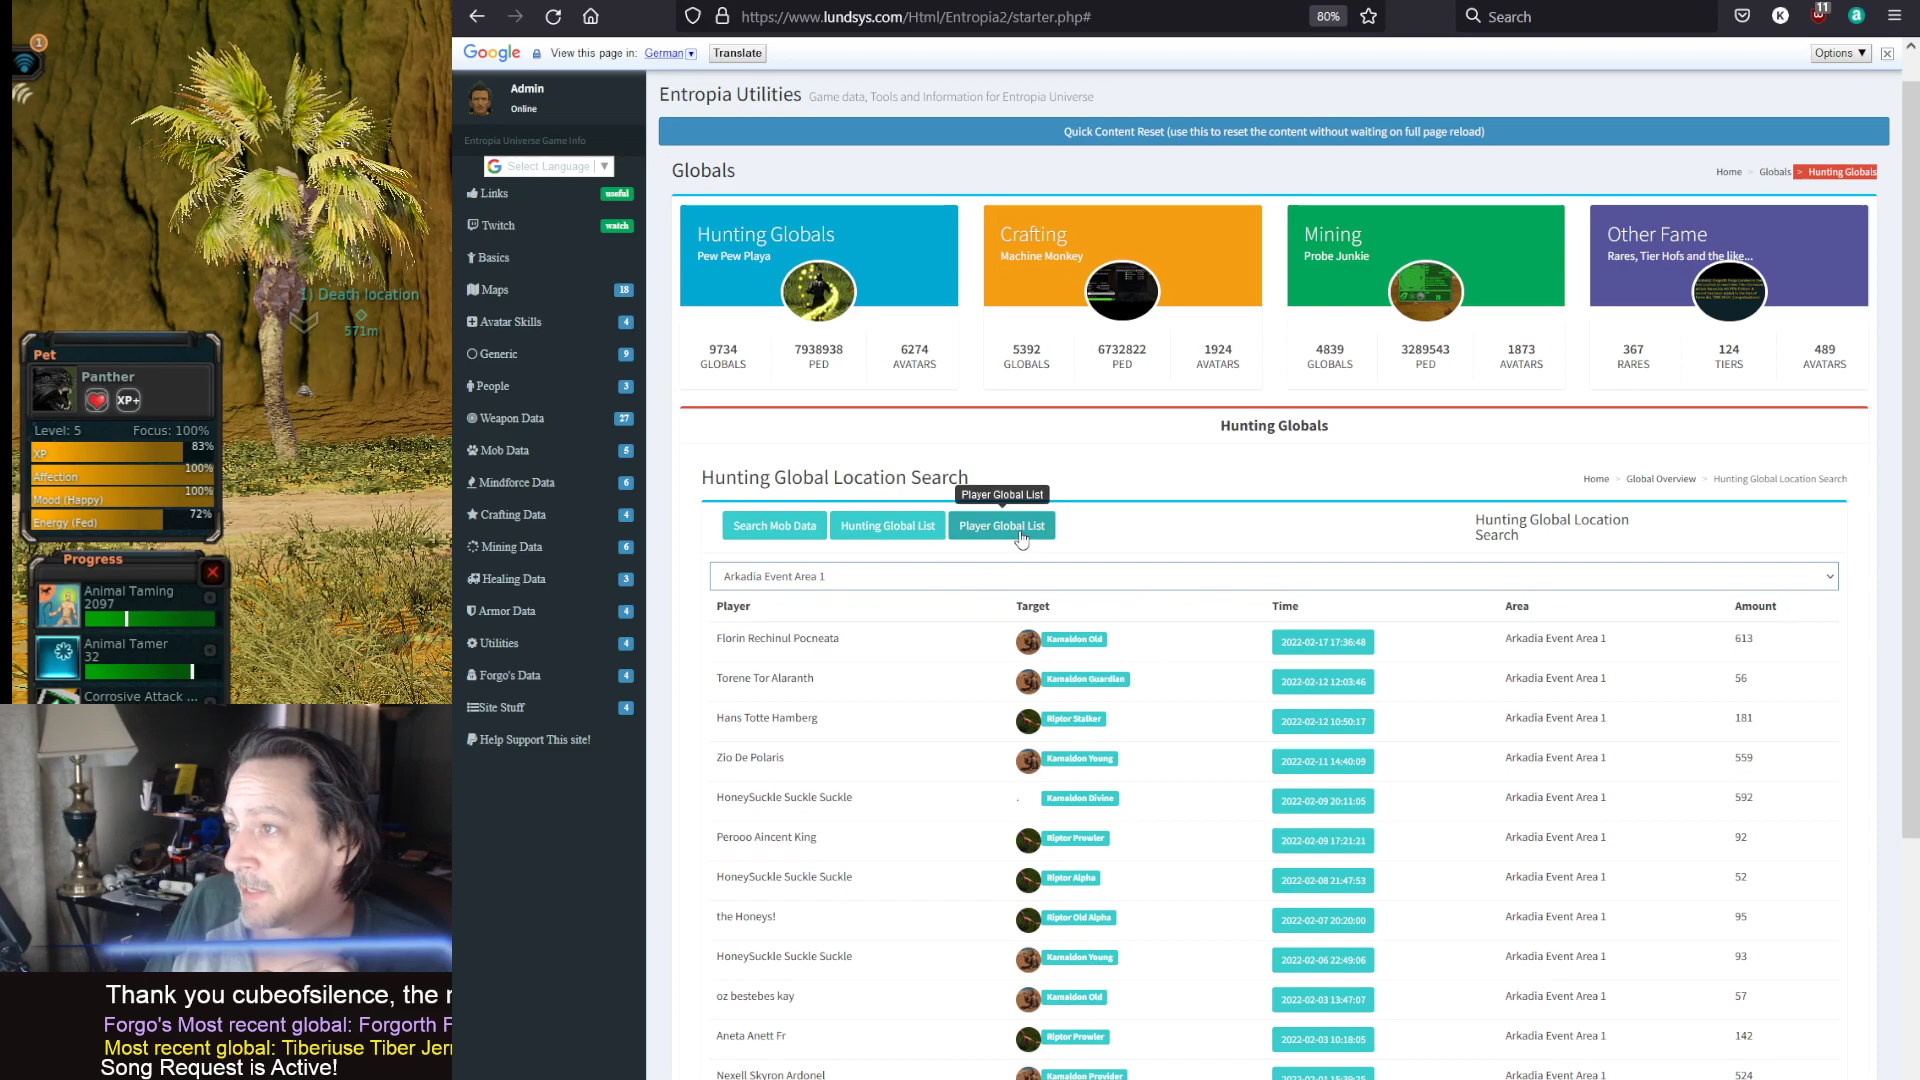 https://www.lundsys.com/Html/Entropia2/starter.php#
80%
Search
11
K
a
Google View this page in: German Translate
Options ▼
1
Admin
Online
Entropia Universe Game Info
Select Language ▼
Links useful
Twitch watch
Basics
Maps 18
Avatar Skills 4
Generic 9
People 3
Weapon Data 27
Mob Data 5
Mindforce Data 6
Crafting Data 4
Mining Data 6
Healing Data 3
Armor Data 4
Utilities 4
Forgo's Data 4
Site Stuff 4
Help Support This site!
Entropia Utilities Game data, Tools and Information for Entropia Universe
Quick Content Reset (use this to reset the content without waiting on full page reload)
Globals
Home > Globals > Hunting Globals
Hunting Globals
Pew Pew Playa
9734 7938938 6274
GLOBALS PED AVATARS
Crafting
Machine Monkey
5392 6732822 1924
GLOBALS PED AVATARS
Mining
Probe Junkie
4839 3289543 1873
GLOBALS PED AVATARS
Other Fame
Rares, Tier Hofs and the like...
367 124 489
RARES TIERS AVATARS
Hunting Globals
Hunting Global Location Search
Home > Global Overview > Hunting Global Location Search
Player Global List
Search Mob Data Hunting Global List Player Global List
Hunting Global Location
Search
Arkadia Event Area 1
Player Target Time Area Amount
Florin Rechinul Pocneata Kamaldon Old 2022-02-17 17:36:48 Arkadia Event Area 1 613
Torene Tor Alaranth Kamaldon Guardian 2022-02-12 12:03:46 Arkadia Event Area 1 56
Hans Totte Hamberg Riptor Stalker 2022-02-12 10:50:17 Arkadia Event Area 1 181
Zio De Polaris Kamaldon Young 2022-02-11 14:40:09 Arkadia Event Area 1 559
HoneySuckle Suckle Suckle . Kamaldon Divine 2022-02-09 20:11:05 Arkadia Event Area 1 592
Perooo Aincent King Riptor Prowler 2022-02-09 17:21:21 Arkadia Event Area 1 92
HoneySuckle Suckle Suckle Riptor Alpha 2022-02-08 21:47:53 Arkadia Event Area 1 52
the Honeys! Riptor Old Alpha 2022-02-07 20:20:00 Arkadia Event Area 1 95
HoneySuckle Suckle Suckle Kamaldon Young 2022-02-06 22:49:06 Arkadia Event Area 1 93
oz bestebes kay Kamaldon Old 2022-02-03 13:47:07 Arkadia Event Area 1 57
Aneta Anett Fr Riptor Prowler 2022-02-03 10:18:05 Arkadia Event Area 1 142
Nexell Skyron Ardonel Kamaldon Provider 2022-02-01 15:39:25 Arkadia Event Area 1 524
1) Death location
571m
Pet
Panther
XP+
Level: 5 Focus: 100%
XP 83%
Affection 100%
Mood (Happy) 100%
Energy (Fed) 72%
Progress
Animal Taming
2097
Animal Tamer
32
Corrosive Attack ...
Thank you cubeofsilence, the
Forgo's Most recent global: Forgorth
Most recent global: Tiberiuse Tiber
Song Request is Active!